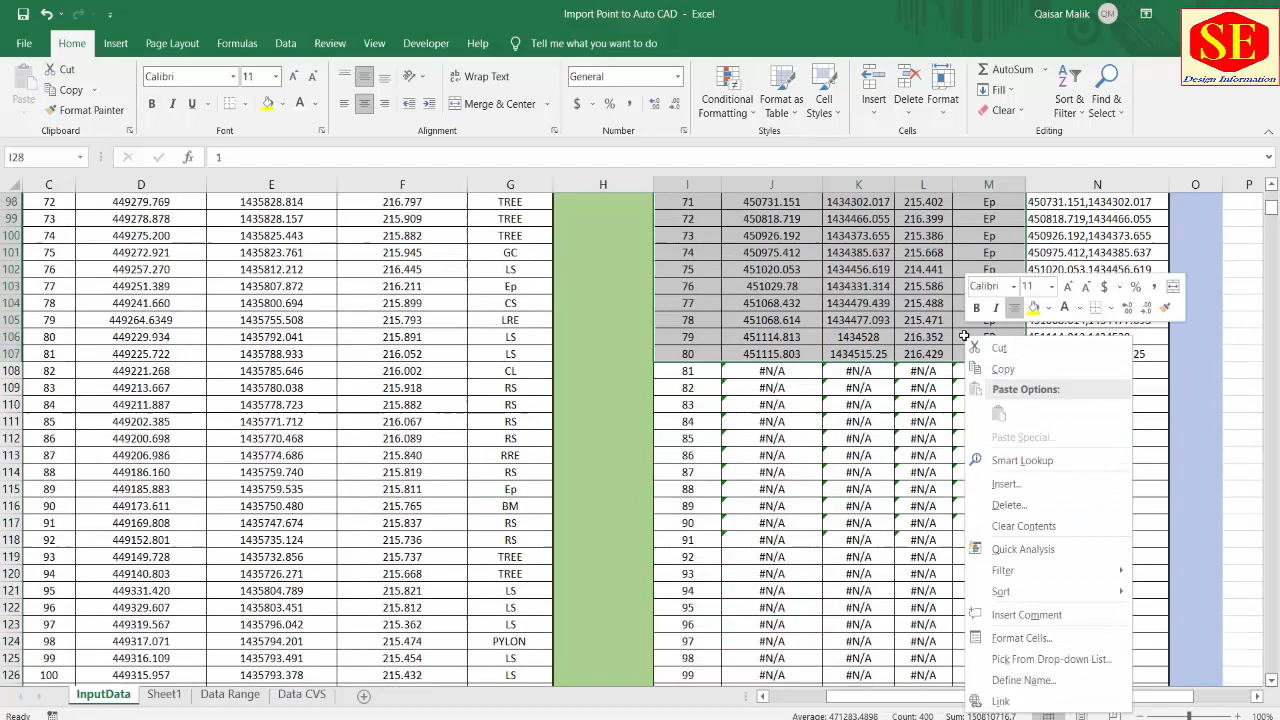 Import Point to Auto CAD - Excel
Qaisar Malik QM
SE
Design Information
File Home Insert Page Layout Formulas Data Review View Developer Help Tell me what you want to do
Cut
Copy
Format Painter
Paste
Calibri 11
Wrap Text
Merge & Center
General
Conditional Formatting
Format as Table
Cell Styles
Insert Delete Format
AutoSum
Fill
Clear
Sort & Filter
Find & Select
Clipboard Font Alignment Number Styles Cells Editing
I28 1
C D E F G H I J K L M N O P
98 72 449279.769 1435828.814 216.797 TREE 71 450731.151 1434302.017 215.402 Ep 450731.151,1434302.017
99 73 449278.878 1435828.157 215.909 TREE 72 450818.719 1434466.055 216.399 Ep 450818.719,1434466.055
100 74 449275.200 1435825.443 215.882 TREE 73 450926.192 1434373.655 215.386 Ep 450926.192,1434373.655
101 75 449272.921 1435823.761 215.945 GC 74 450975.412 1434385.637 215.668 Ep 450975.412,1434385.637
102 76 449257.270 1435812.212 216.445 LS 75 451020.053 1434456.619 214.441 Ep 451020.053,1434456.619
103 77 449251.389 1435807.872 216.211 Ep 76 451029.78 1434331.314 215.586
104 78 449241.660 1435800.694 215.899 CS 77 451068.432 1434479.439 215.488
105 79 449264.6349 1435755.508 215.793 LRE 78 451068.614 1434477.093 215.471
106 80 449231.539 1435792.041 215.891 LS 79 451114.813 1434528 216.352
107 81 449225.722 1435788.933 216.052 LS 80 451115.803 1434515.25 216.429 25
108 82 449221.268 1435785.646 216.002 CL 81 #N/A #N/A #N/A
109 83 449213.667 1435780.038 215.918 RS 82 #N/A #N/A #N/A
110 84 449211.887 1435778.723 215.882 RS 83 #N/A #N/A #N/A
111 85 449202.385 1435771.712 216.067 RS 84 #N/A #N/A #N/A
112 86 449200.698 1435770.468 216.089 RS 85 #N/A #N/A #N/A
113 87 449206.986 1435774.686 215.840 RRE 86 #N/A #N/A #N/A
114 88 449186.160 1435759.740 215.819 RS 87 #N/A #N/A #N/A
115 89 449185.883 1435759.535 215.811 Ep 88 #N/A #N/A #N/A
116 90 449173.611 1435750.480 215.765 BM 89 #N/A #N/A #N/A
117 91 449169.808 1435747.674 215.837 RS 90 #N/A #N/A #N/A
118 92 449152.801 1435735.124 215.736 RS 91 #N/A #N/A #N/A
119 93 449149.728 1435732.856 215.737 TREE 92 #N/A #N/A #N/A
120 94 449140.803 1435726.271 215.668 TREE 93 #N/A #N/A #N/A
121 95 449331.420 1435804.789 215.821 LS 94 #N/A #N/A #N/A
122 96 449329.607 1435803.451 215.812 LS 95 #N/A #N/A #N/A
123 97 449319.567 1435796.042 215.362 LS 96 #N/A #N/A #N/A
124 98 449317.071 1435794.201 215.474 PYLON 97 #N/A #N/A #N/A
125 99 449316.109 1435793.491 215.454 LS 98 #N/A #N/A #N/A
126 100 449315.957 1435793.378 215.432 LS 99 #N/A #N/A #N/A
Calibri 11
Cut
Copy
Paste Options:
Paste Special...
Smart Lookup
Insert...
Delete...
Clear Contents
Quick Analysis
Filter
Sort
Insert Comment
Format Cells...
Pick From Drop-down List...
Define Name...
Link
InputData Sheet1 Data Range Data CVS
Ready Average: 471283.4898 Count: 400 Sum: 150810716.7 100%